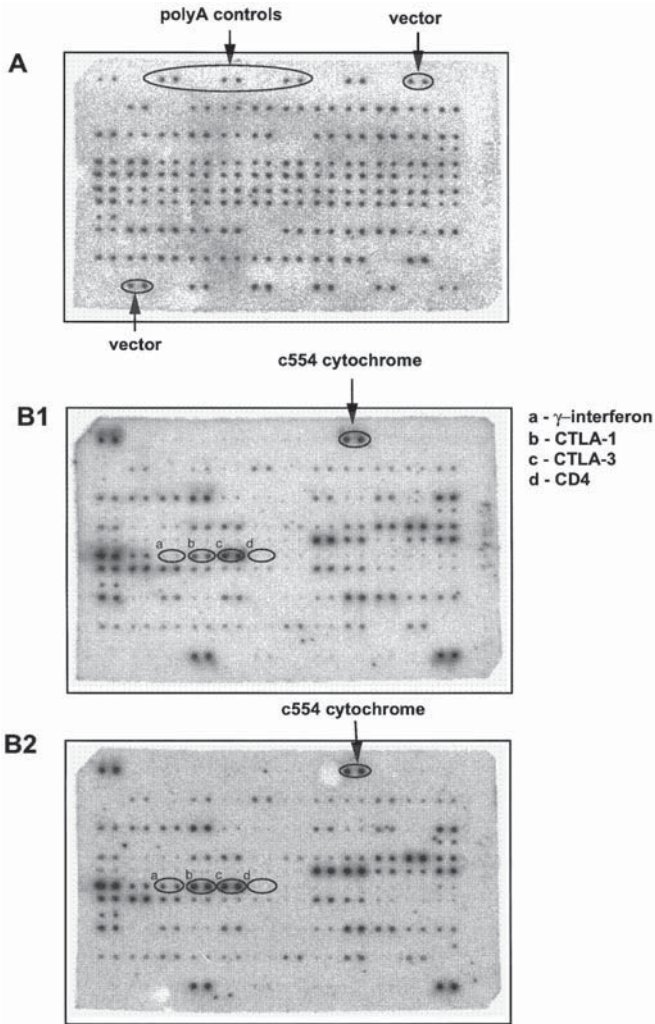 polyA controls
vector
A
vector
c554 cytochrome
B1
a - γ-interferon
b - CTLA-1
c - CTLA-3
d - CD4
a b c d
c554 cytochrome
B2
a b c d